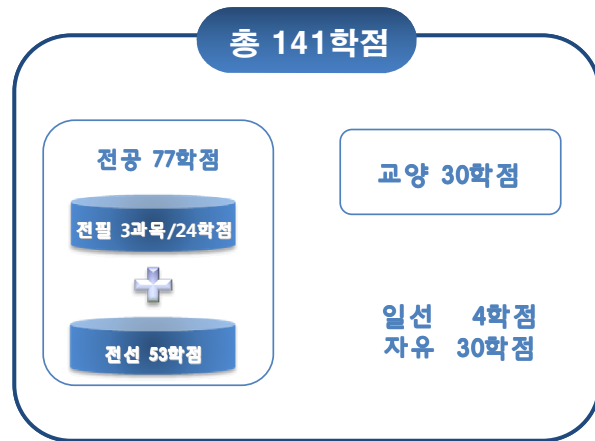 총 141학점
전공 77학점
전필 3과목/24학점
전선 53학점
교양 30학점
일선 4학점
자유 30학점